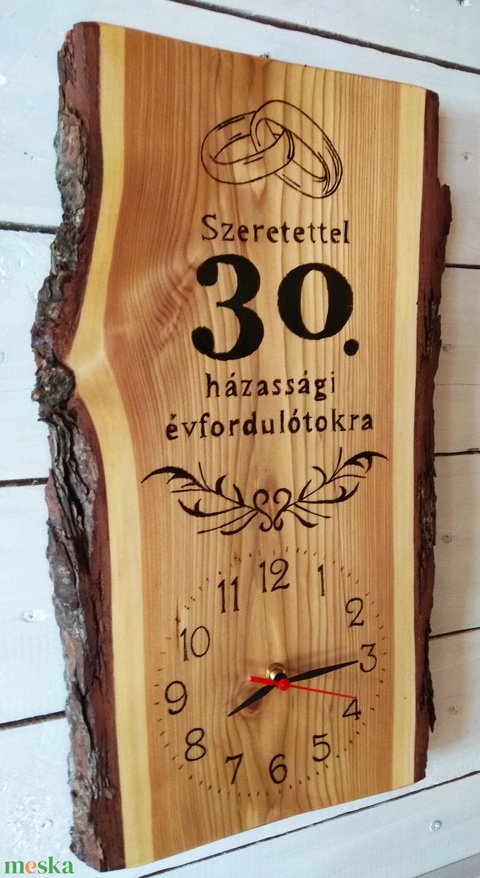 Szeretettel
30.
házassági
évfordulótokra
12
11 1
10 2
9 3
8 4
7 6 5
meska